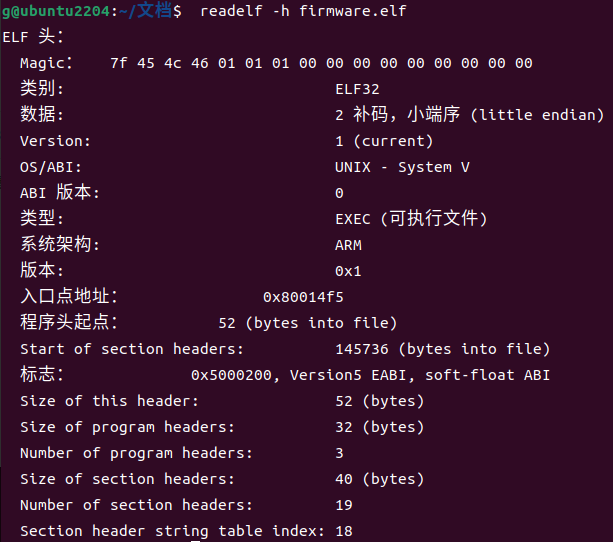 g@ubuntu2204:~/文档$  readelf -h firmware.elf
ELF 头：
  Magic：   7f 45 4c 46 01 01 01 00 00 00 00 00 00 00 00 00
  类别:                              ELF32
  数据:                              2 补码，小端序 (little endian)
  Version:                           1 (current)
  OS/ABI:                            UNIX - System V
  ABI 版本:                          0
  类型:                              EXEC (可执行文件)
  系统架构:                          ARM
  版本:                              0x1
  入口点地址：               0x80014f5
  程序头起点：          52 (bytes into file)
  Start of section headers:          145736 (bytes into file)
  标志：             0x5000200, Version5 EABI, soft-float ABI
  Size of this header:               52 (bytes)
  Size of program headers:           32 (bytes)
  Number of program headers:         3
  Size of section headers:           40 (bytes)
  Number of section headers:         19
  Section header string table index: 18